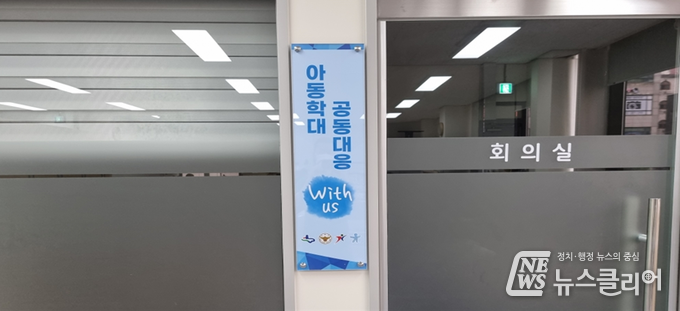 아동학대
공동대응
With
us
회의실
정치·행정 뉴스의 중심
NEWS
뉴스클리어